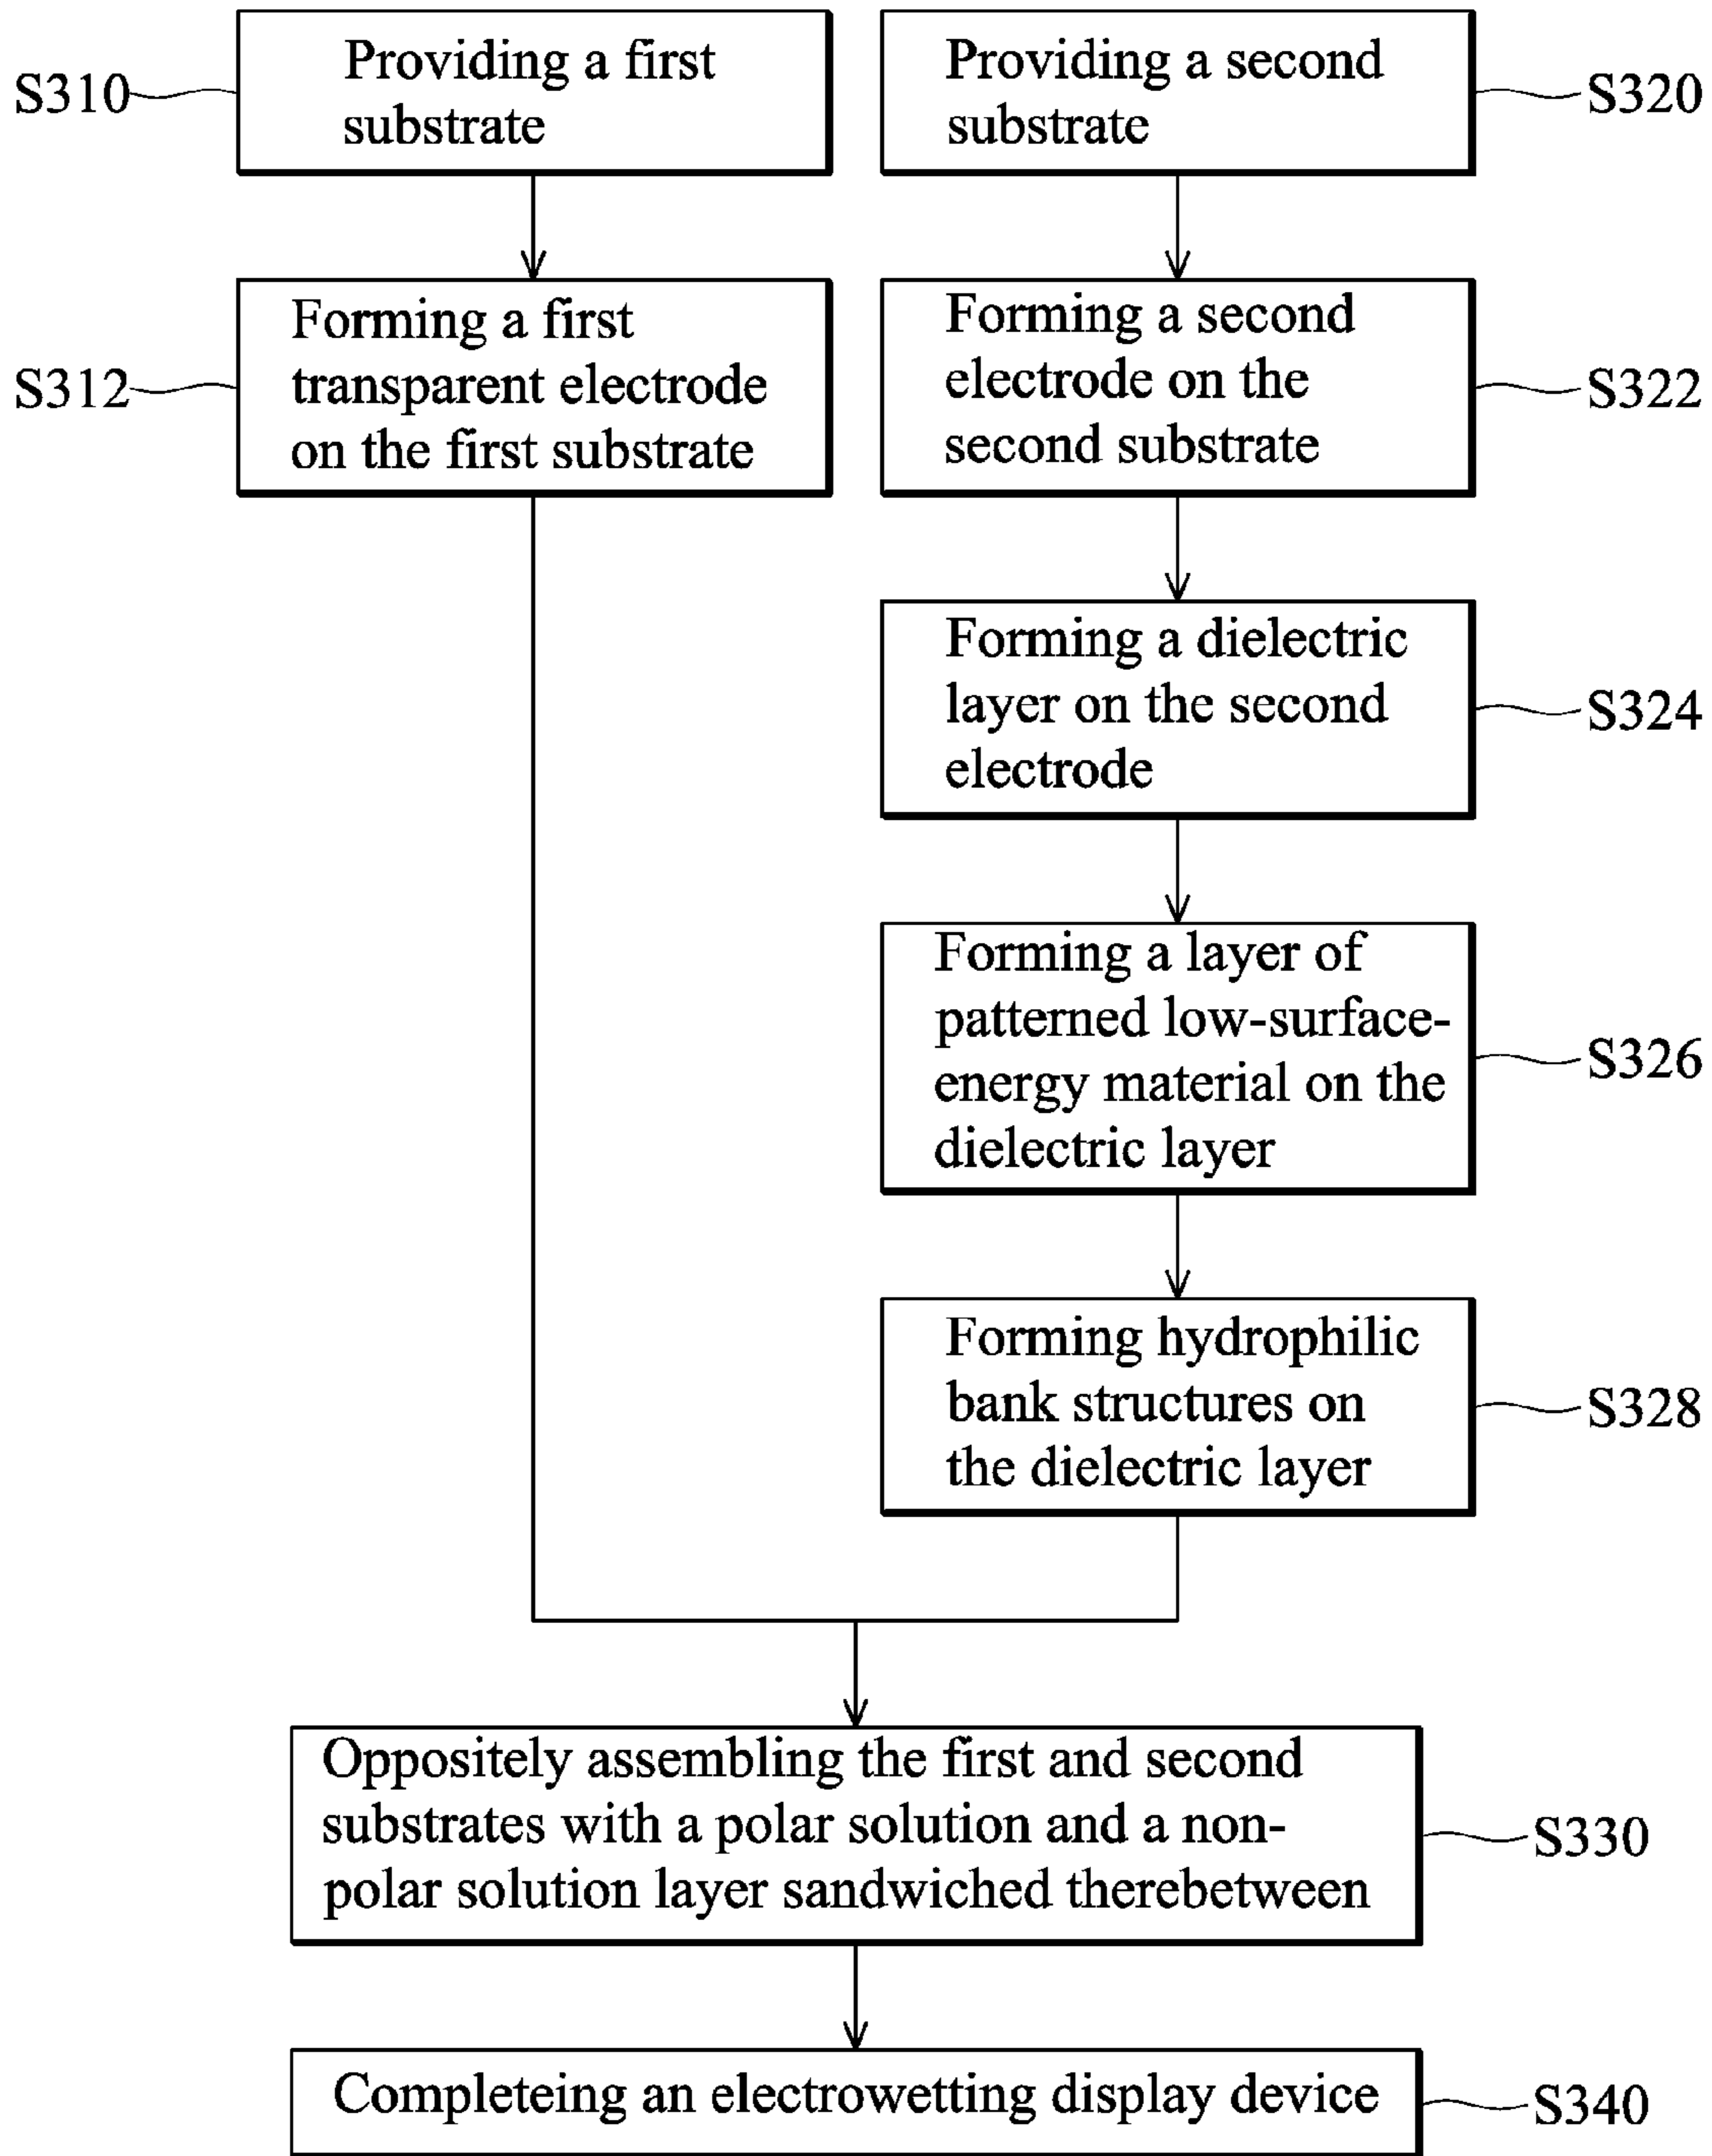 S310
Providing a first
substrate
Providing a second
substrate
S320
S312
Forming a first
transparent electrode
on the first substrate
Forming a second
electrode on the
second substrate
S322
Forming a dielectric
layer on the second
electrode
S324
Forming a layer of
patterned low-surface-
energy material on the
dielectric layer
S326
Forming hydrophilic
bank structures on
the dielectric layer
S328
Oppositely assembling the first and second
substrates with a polar solution and a non-
polar solution layer sandwiched therebetween
S330
Completeing an electrowetting display device
S340